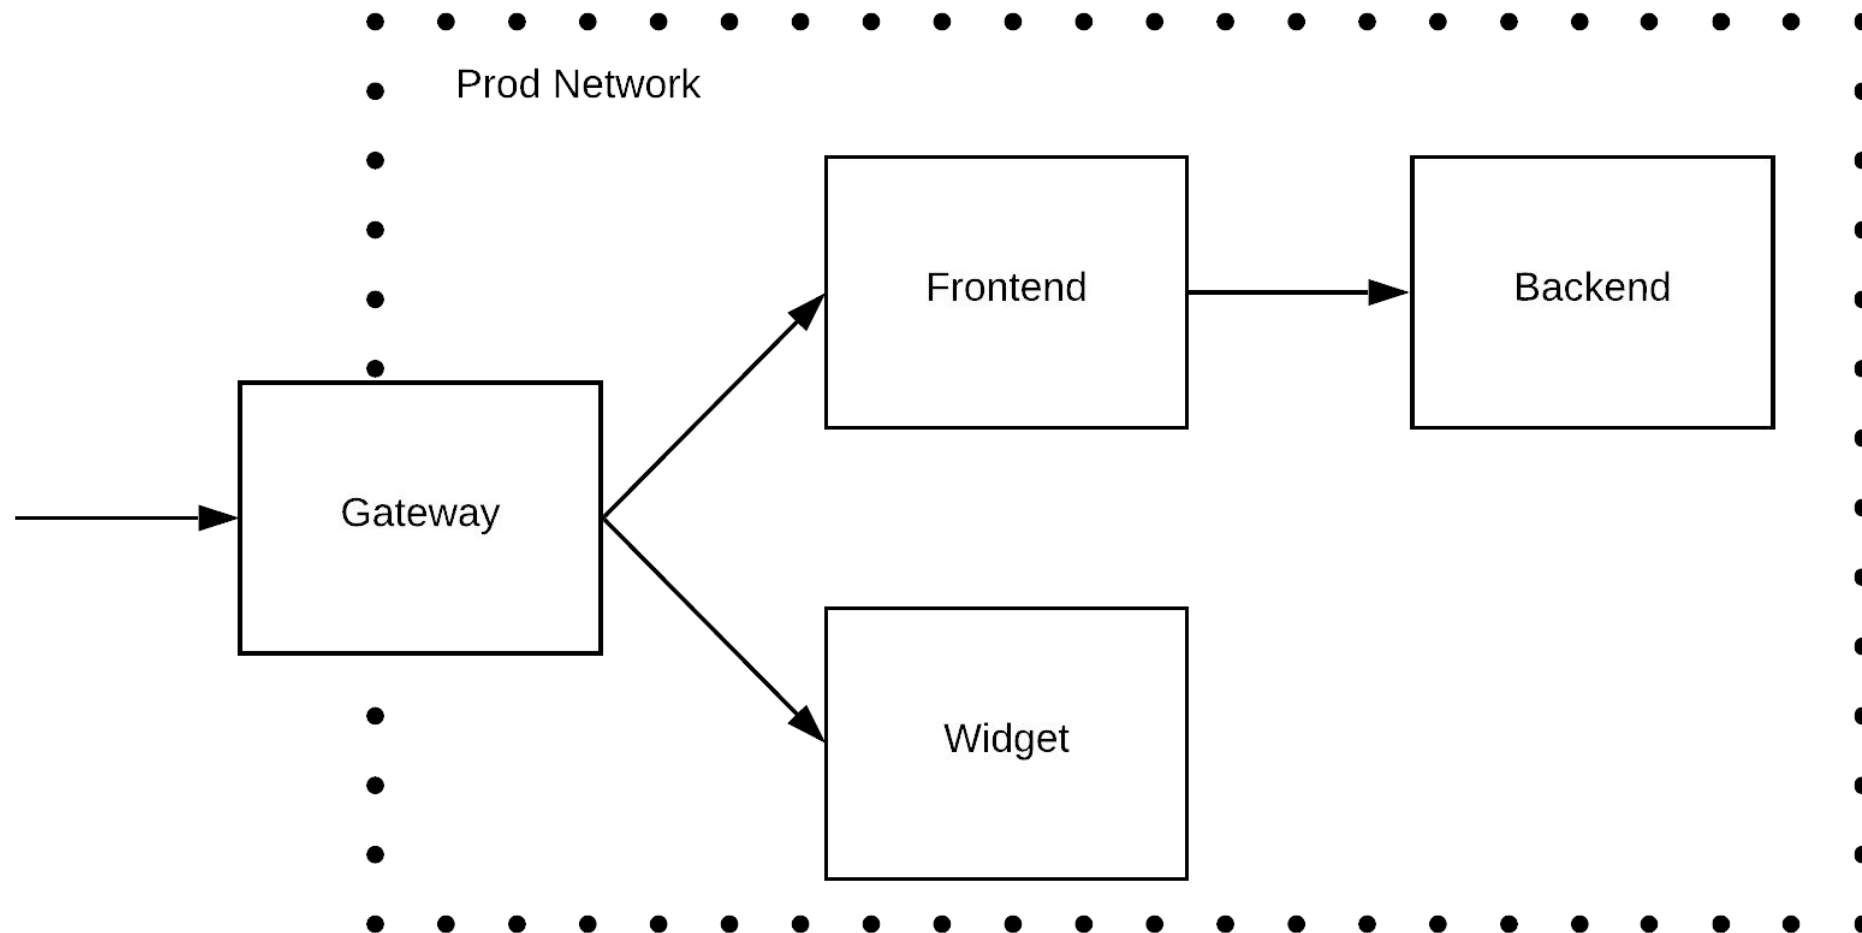 Prod Network
Frontend
Backend
Gateway
Widget